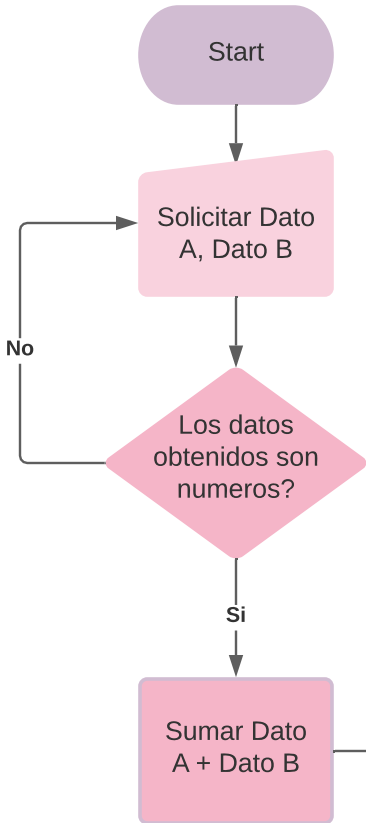 Start
Solicitar Dato
A, Dato B
No
Los datos
obtenidos son
numeros?
Si
Sumar Dato
A + Dato B